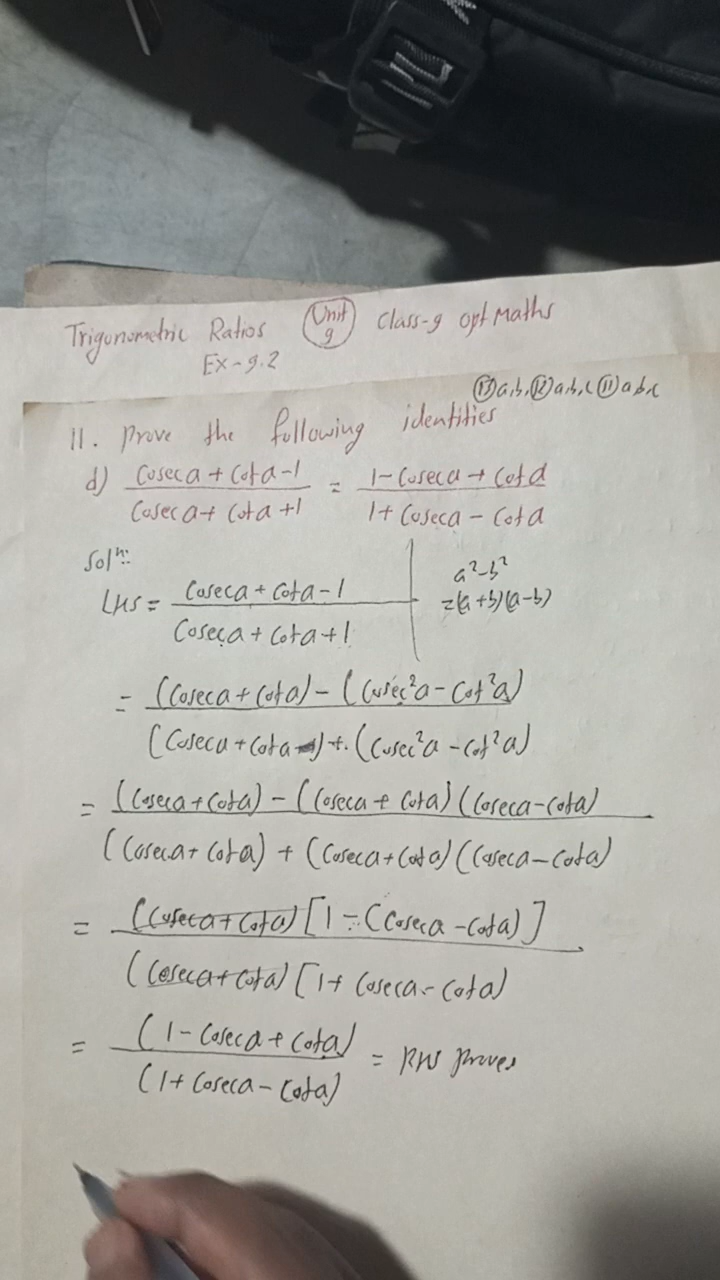 Trigonometric Ratios Unit 9 Class-9 opt Maths
Ex-9.2
a,b, 12 a,b,c 11 a,b,c
11. Prove the following identities
d) (Coseca + Cota - 1)/(Coseca + Cota + 1) = (1 - Coseca + Cota)/(1 + Coseca - Cota)
Solⁿ:
LHS = (Coseca + Cota - 1)/(Coseca + Cota + 1)
a² - b²
= (a + b)(a - b)
= ((Coseca + Cota) - (Cosec²a - Cot²a))/((Coseca + Cota) + (Cosec²a - Cot²a))
= ((Coseca + Cota) - (Coseca + Cota)(Coseca - Cota))/((Coseca + Cota) + (Coseca + Cota)(Coseca - Cota))
= ((Coseca + Cota)[1 - (Coseca - Cota)])/((Coseca + Cota)[1 + Coseca - Cota)
= (1 - Coseca + Cota)/(1 + Coseca - Cota) = RHS proves